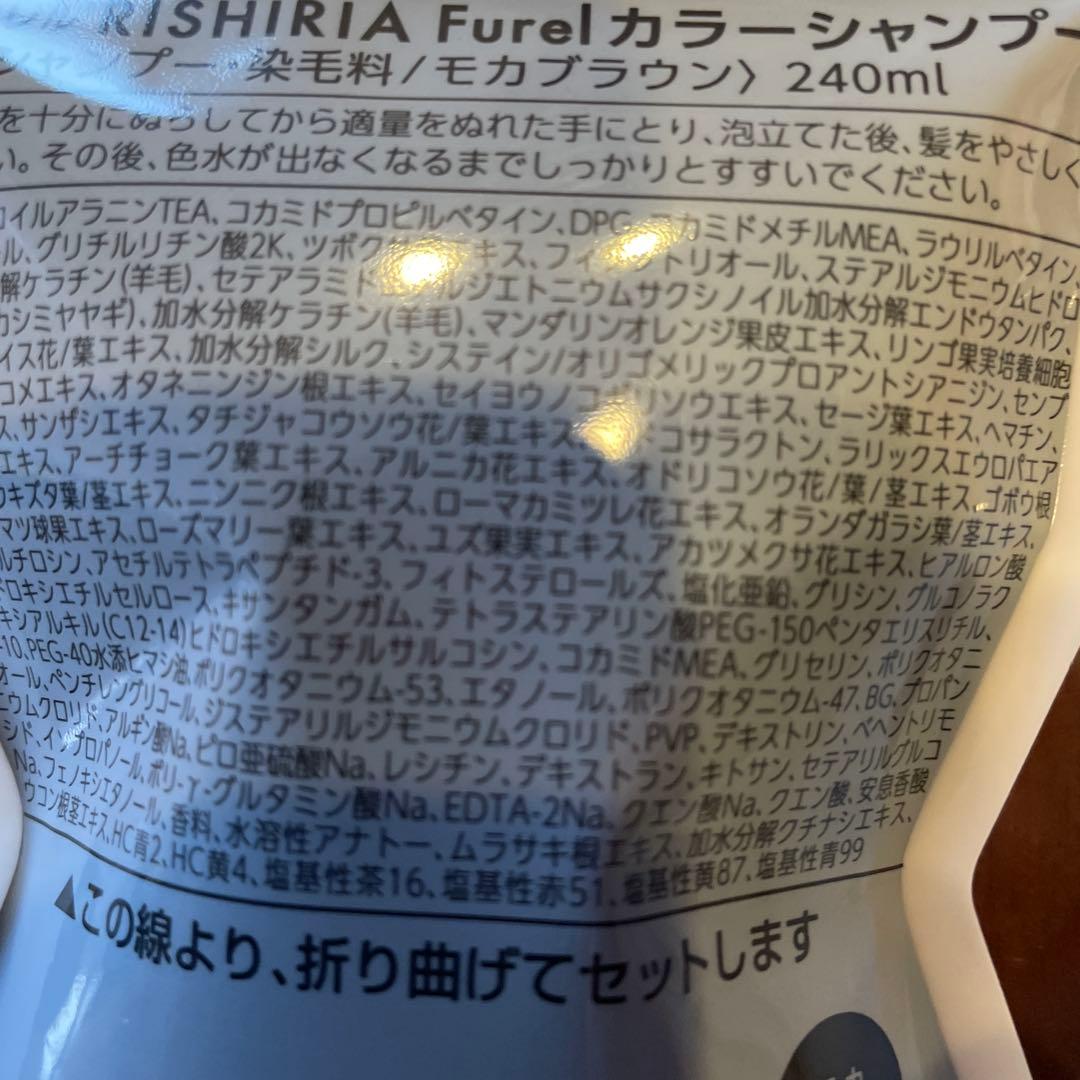 RISHIRIA Furelカラーシャンプー
シャンプー・染毛料/モカブラウン〉240ml
を十分にぬらしてから適量をぬれた手にとり、泡立てた後、髪をやさしく
い。その後、色水が出なくなるまでしっかりとすすいでください。
コイルアラニンTEA、コカミドプロピルベタイン、DPG、コカミドメチルMEA、ラウリルベタイン、
ル、グリチルリチン酸2K、ツボクサエキス、フィタントリオール、ステアルジモニウムヒドロ
解ケラチン(羊毛)、セテアラミドエチルジエトニウムサクシノイル加水分解エンドウタンパク、
カシミヤヤギ)、加水分解ケラチン(羊毛)、マンダリンオレンジ果皮エキス、リンゴ果実培養細胞
イス花/葉エキス、加水分解シルク、システイン/オリゴメリックプロアントシアニジン、センブ
コメエキス、オタネニンジン根エキス、セイヨウノコギリソウエキス、セージ葉エキス、ヘマチン、
ス、サンザシエキス、タチジャコウソウ花/葉エキス、ドコサラクトン、ラリックスエウロパエア
エキス、アーチチョーク葉エキス、アルニカ花エキス、オドリコソウ花/葉/茎エキス、ゴボウ根
ウキズタ葉/茎エキス、ニンニク根エキス、ローマカミツレ花エキス、オランダガラシ葉/茎エキス、
マツ球果エキス、ローズマリー葉エキス、ユズ果実エキス、アカツメクサ花エキス、ヒアルロン酸
ルチロシン、アセチルテトラペプチド-3、フィトステロールズ、塩化亜鉛、グリシン、グルコノラク
ドロキシエチルセルロース、キサンタンガム、テトラステアリン酸PEG-150ペンタエリスリチル、
キシアルキル(C12-14)ヒドロキシエチルサルコシン、コカミドMEA、グリセリン、ポリクオタニ
-10、PEG-40水添ヒマシ油、ポリクオタニウム-53、エタノール、ポリクオタニウム-47、BG、プロパン
オール、ペンチレングリコール、ジステアリルジモニウムクロリド、PVP、デキストリン、ベヘントリモ
ニウムクロリド、アルギン酸Na、ピロ亜硫酸Na、レシチン、デキストラン、キトサン、セテアリルグルコ
シド、イソプロパノール、ポリ-γ-グルタミン酸Na、EDTA-2Na、クエン酸Na、クエン酸、安息香酸
Na、フェノキシエタノール、香料、水溶性アナトー、ムラサキ根エキス、加水分解クチナシエキス、
ウコン根茎エキス、HC青2、HC黄4、塩基性茶16、塩基性赤51、塩基性黄87、塩基性青99
▲この線より、折り曲げてセットします